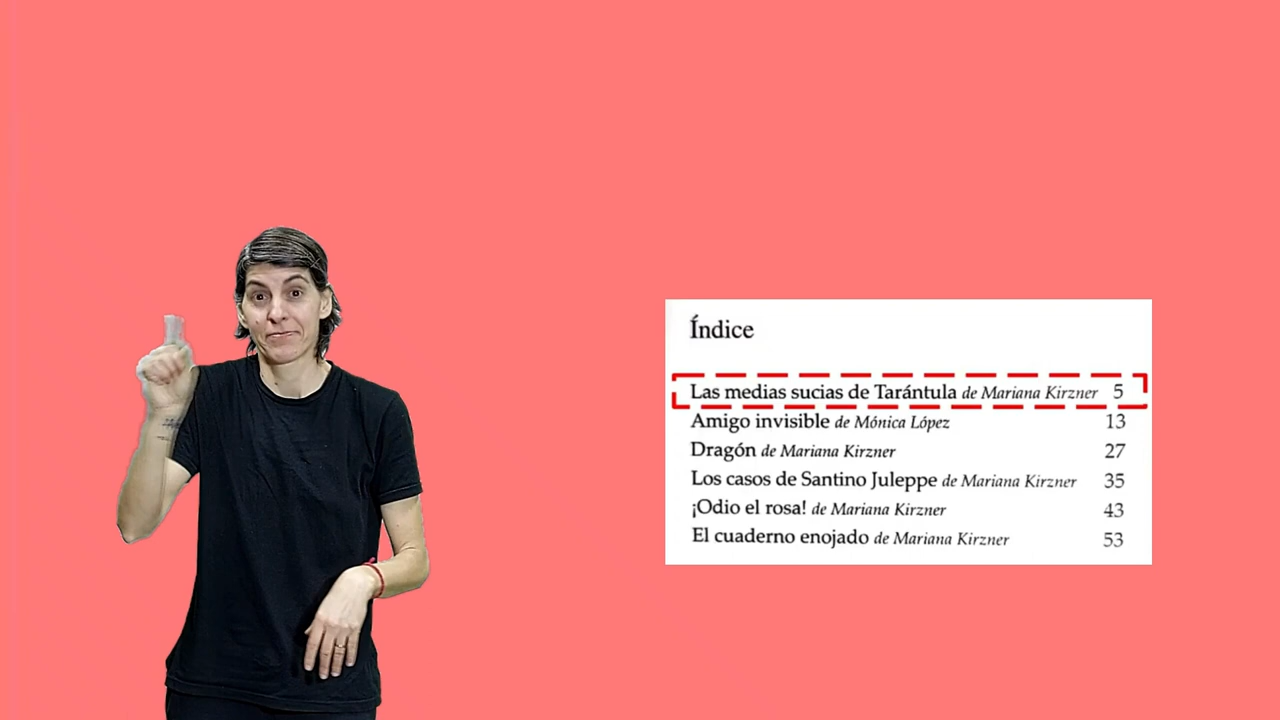 Índice
Las medias sucias de Tarántula de Mariana Kirzner 5
Amigo invisible de Mónica López 13
Dragón de Mariana Kirzner 27
Los casos de Santino Juleppe de Mariana Kirzner 35
¡Odio el rosa! de Mariana Kirzner 43
El cuaderno enojado de Mariana Kirzner 53